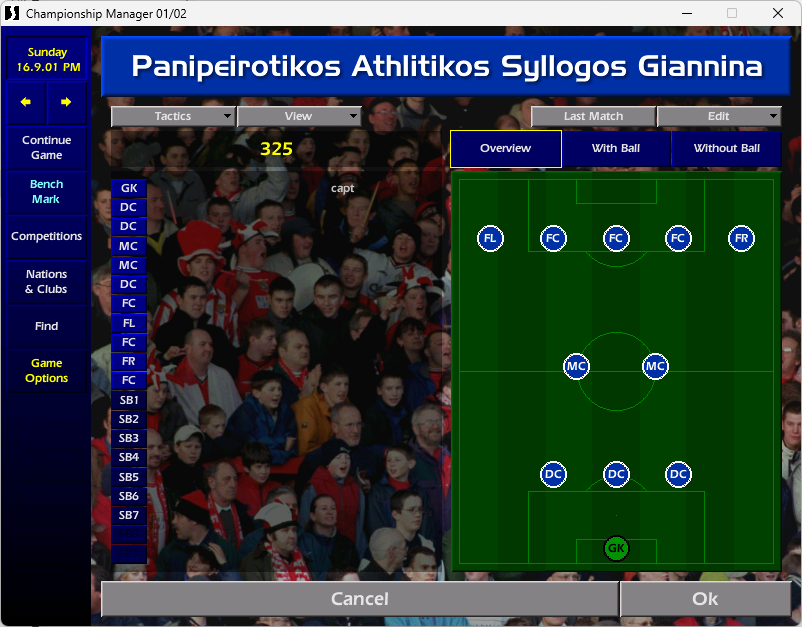 Championship Manager 01/02
Sunday
16.9.01 PM
Continue
Game
Bench
Mark
Competitions
Nations
& Clubs
Find
Game
Options
Panipeirotikos Athlitikos Syllogos Giannina
Tactics
View
Last Match
Edit
325
Overview
With Ball
Without Ball
GK
capt
DC
DC
MC
MC
DC
FC
FL
FC
FR
FC
SB1
SB2
SB3
SB4
SB5
SB6
SB7
FL
FC
FC
FC
FR
MC
MC
DC
DC
DC
GK
Cancel
Ok